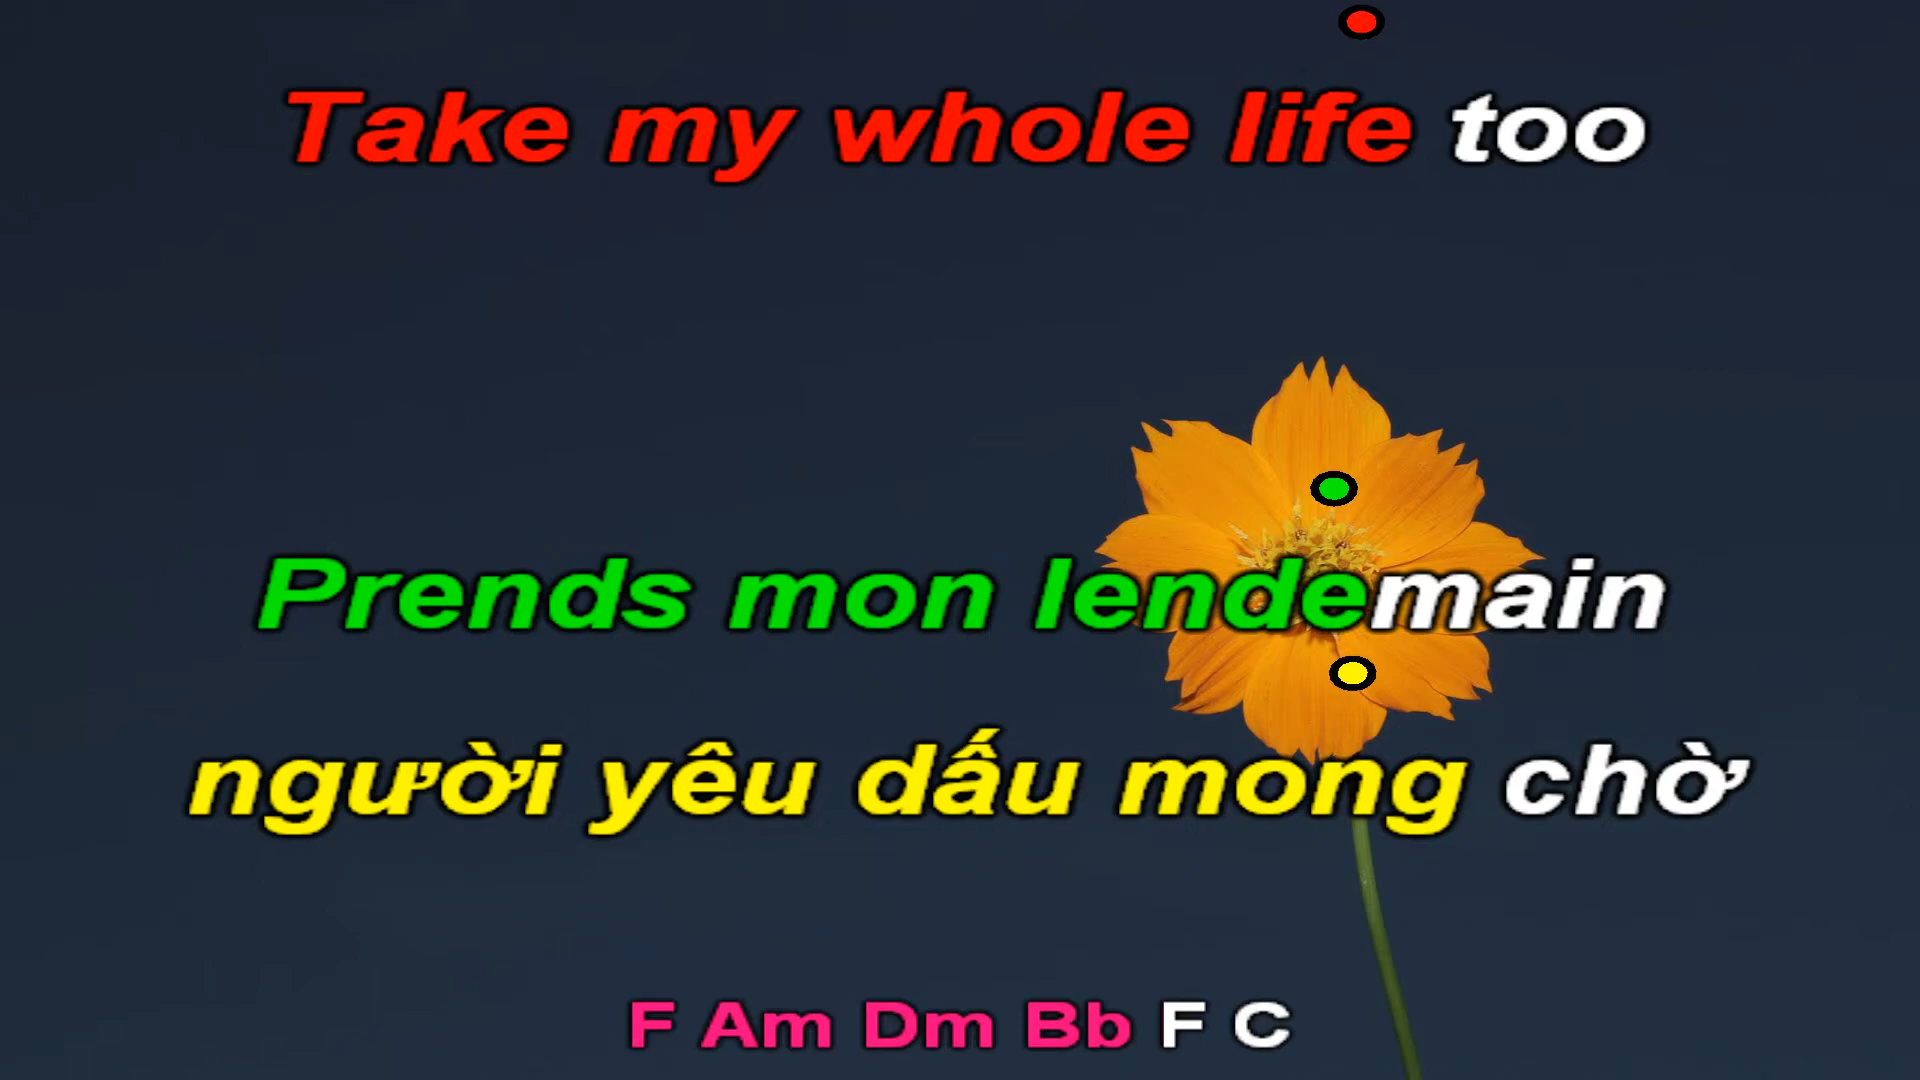 Take my whole life too
Prends mon lendemain
người yêu dấu mong chờ
F Am Dm Bb F C